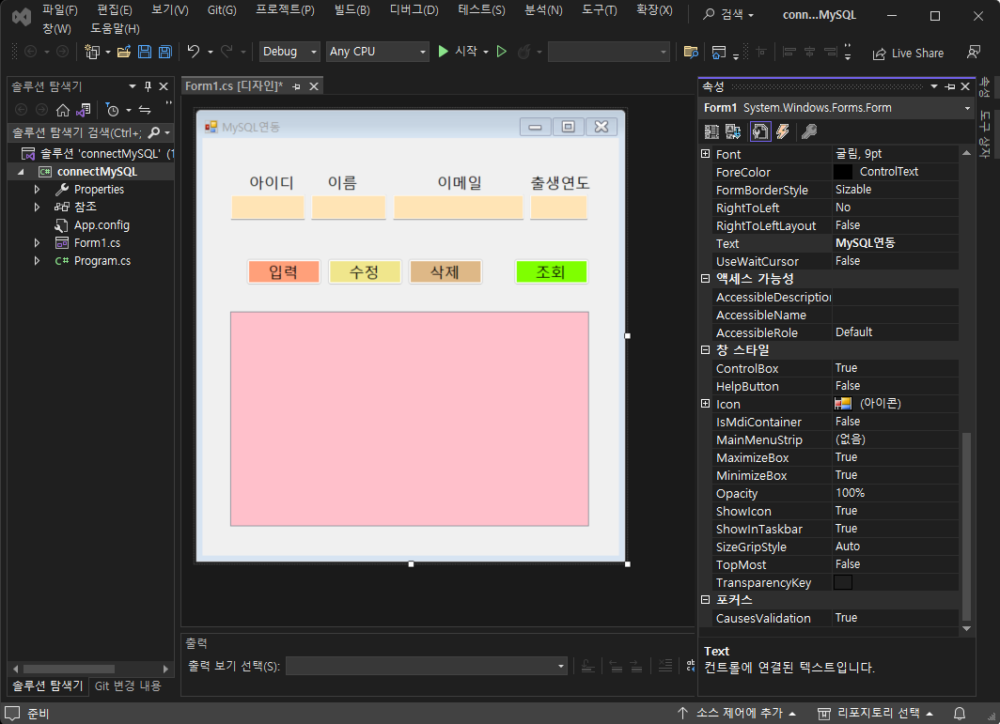 파일(F) 편집(E) 보기(V) Git(G) 프로젝트(P) 빌드(B) 디버그(D) 테스트(S) 분석(N) 도구(T) 확장(X) 검색 conn...MySQL
창(W) 도움말(H)
Debug Any CPU 시작 Live Share
솔루션 탐색기
솔루션 탐색기 검색(Ctrl+;
솔루션 'connectMySQL' (1
C# connectMySQL
Properties
참조
App.config
Form1.cs
C# Program.cs
솔루션 탐색기 Git 변경 내용
Form1.cs [디자인]*
MySQL연동
아이디 이름 이메일 출생연도
입력 수정 삭제 조회
출력
출력 보기 선택(S):
속성
Form1 System.Windows.Forms.Form
Font 굴림, 9pt
ForeColor ControlText
FormBorderStyle Sizable
RightToLeft No
RightToLeftLayout False
Text MySQL연동
UseWaitCursor False
액세스 가능성
AccessibleDescription
AccessibleName
AccessibleRole Default
창 스타일
ControlBox True
HelpButton False
Icon (아이콘)
IsMdiContainer False
MainMenuStrip (없음)
MaximizeBox True
MinimizeBox True
Opacity 100%
ShowIcon True
ShowInTaskbar True
SizeGripStyle Auto
TopMost False
TransparencyKey
포커스
CausesValidation True
Text
컨트롤에 연결된 텍스트입니다.
속성
도구 상자
준비 소스 제어에 추가 리포지토리 선택